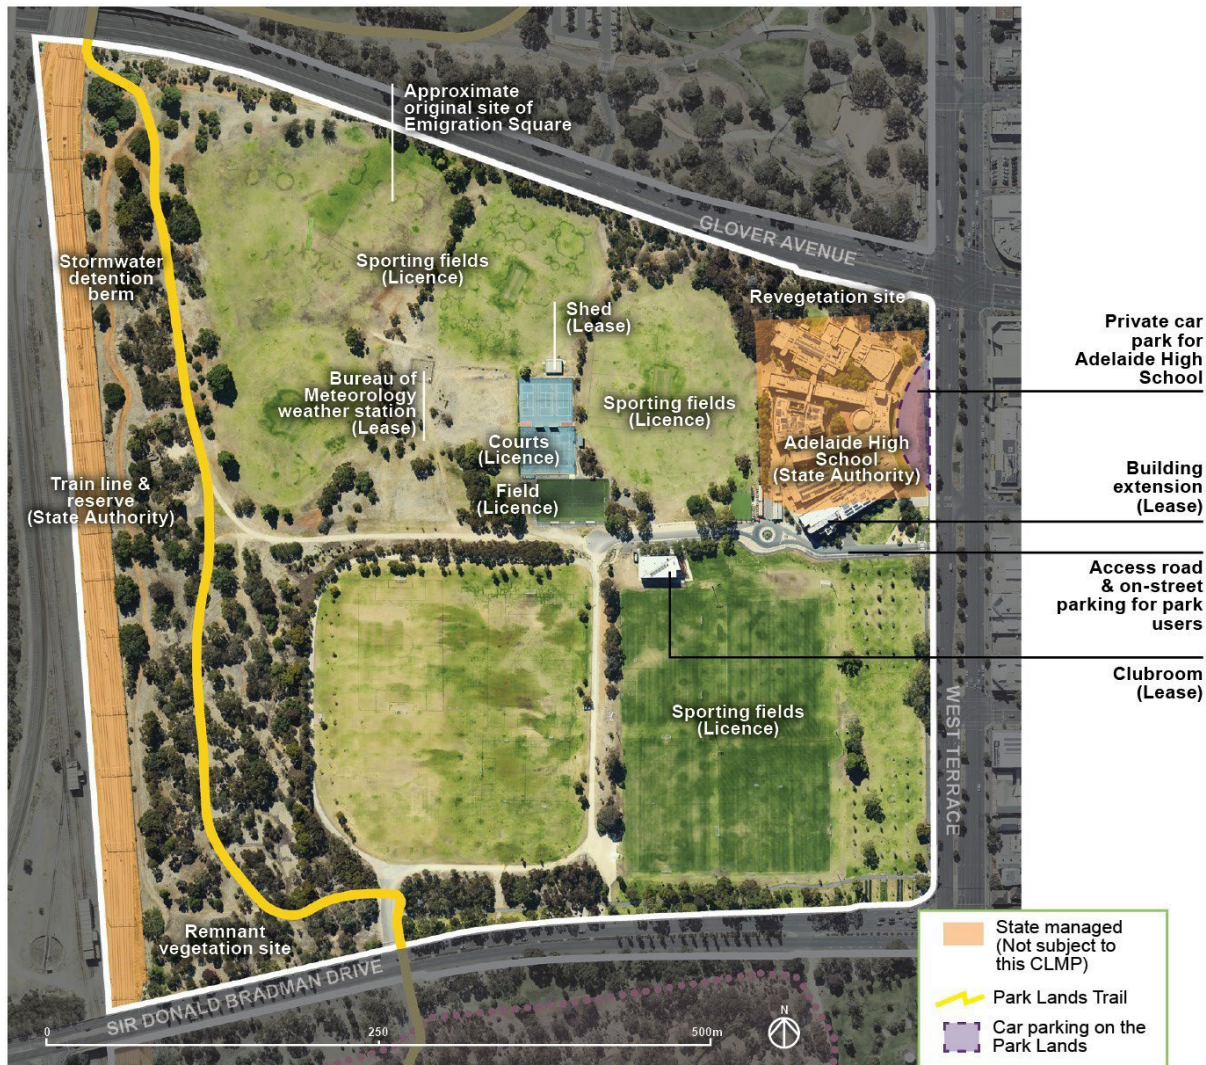 Approximate
original site of
Emigration Square
GLOVER AVENUE
Stormwater
detention
berm
Sporting fields
(Licence)
Shed
(Lease)
Revegetation site
Private car
park for
Adelaide High
School
Bureau of
Meteorology
weather station
(Lease)
Sporting fields
(Licence)
Courts
(Licence)
Adelaide High
School
(State Authority)
Train line &
reserve
(State Authority)
Field
(Licence)
Building
extension
(Lease)
Access road
& on-street
parking for park
users
Clubroom
(Lease)
Sporting fields
(Licence)
WEST TERRACE
Remnant
vegetation site
SIR DONALD BRADMAN DRIVE
State managed
(Not subject to
this CLMP)
Park Lands Trail
Car parking on the
Park Lands
N
0 250 500m